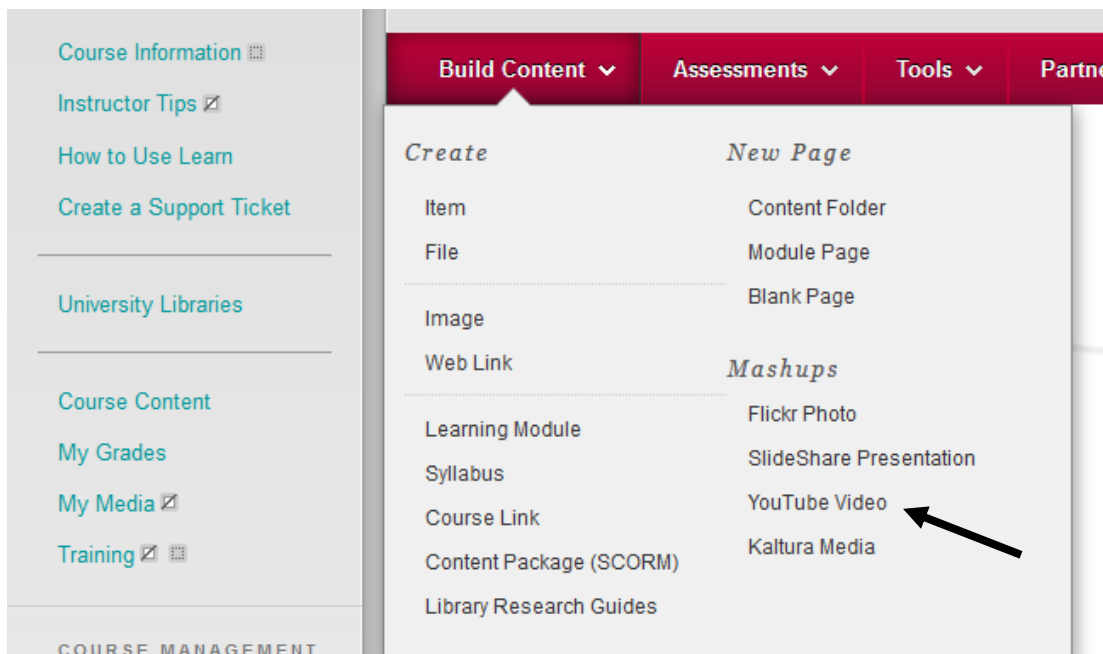 Course Information
Instructor Tips
How to Use Learn
Create a Support Ticket
University Libraries
Course Content
My Grades
My Media
Training
COURSE MANAGEMENT
Build Content
Assessments
Tools
Partne
Create
Item
File
Image
Web Link
Learning Module
Syllabus
Course Link
Content Package (SCORM)
Library Research Guides
New Page
Content Folder
Module Page
Blank Page
Mashups
Flickr Photo
SlideShare Presentation
YouTube Video
Kaltura Media